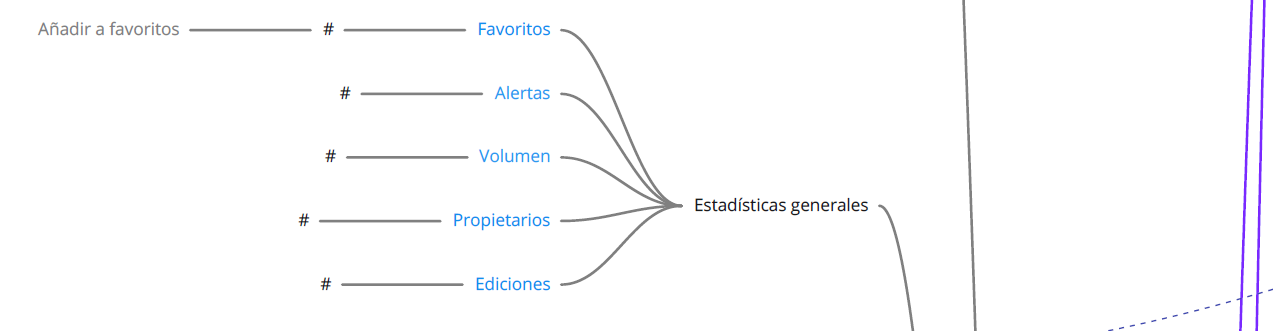 Añadir a favoritos # Favoritos
# Alertas
# Volumen
Estadísticas generales
# Propietarios
# Ediciones